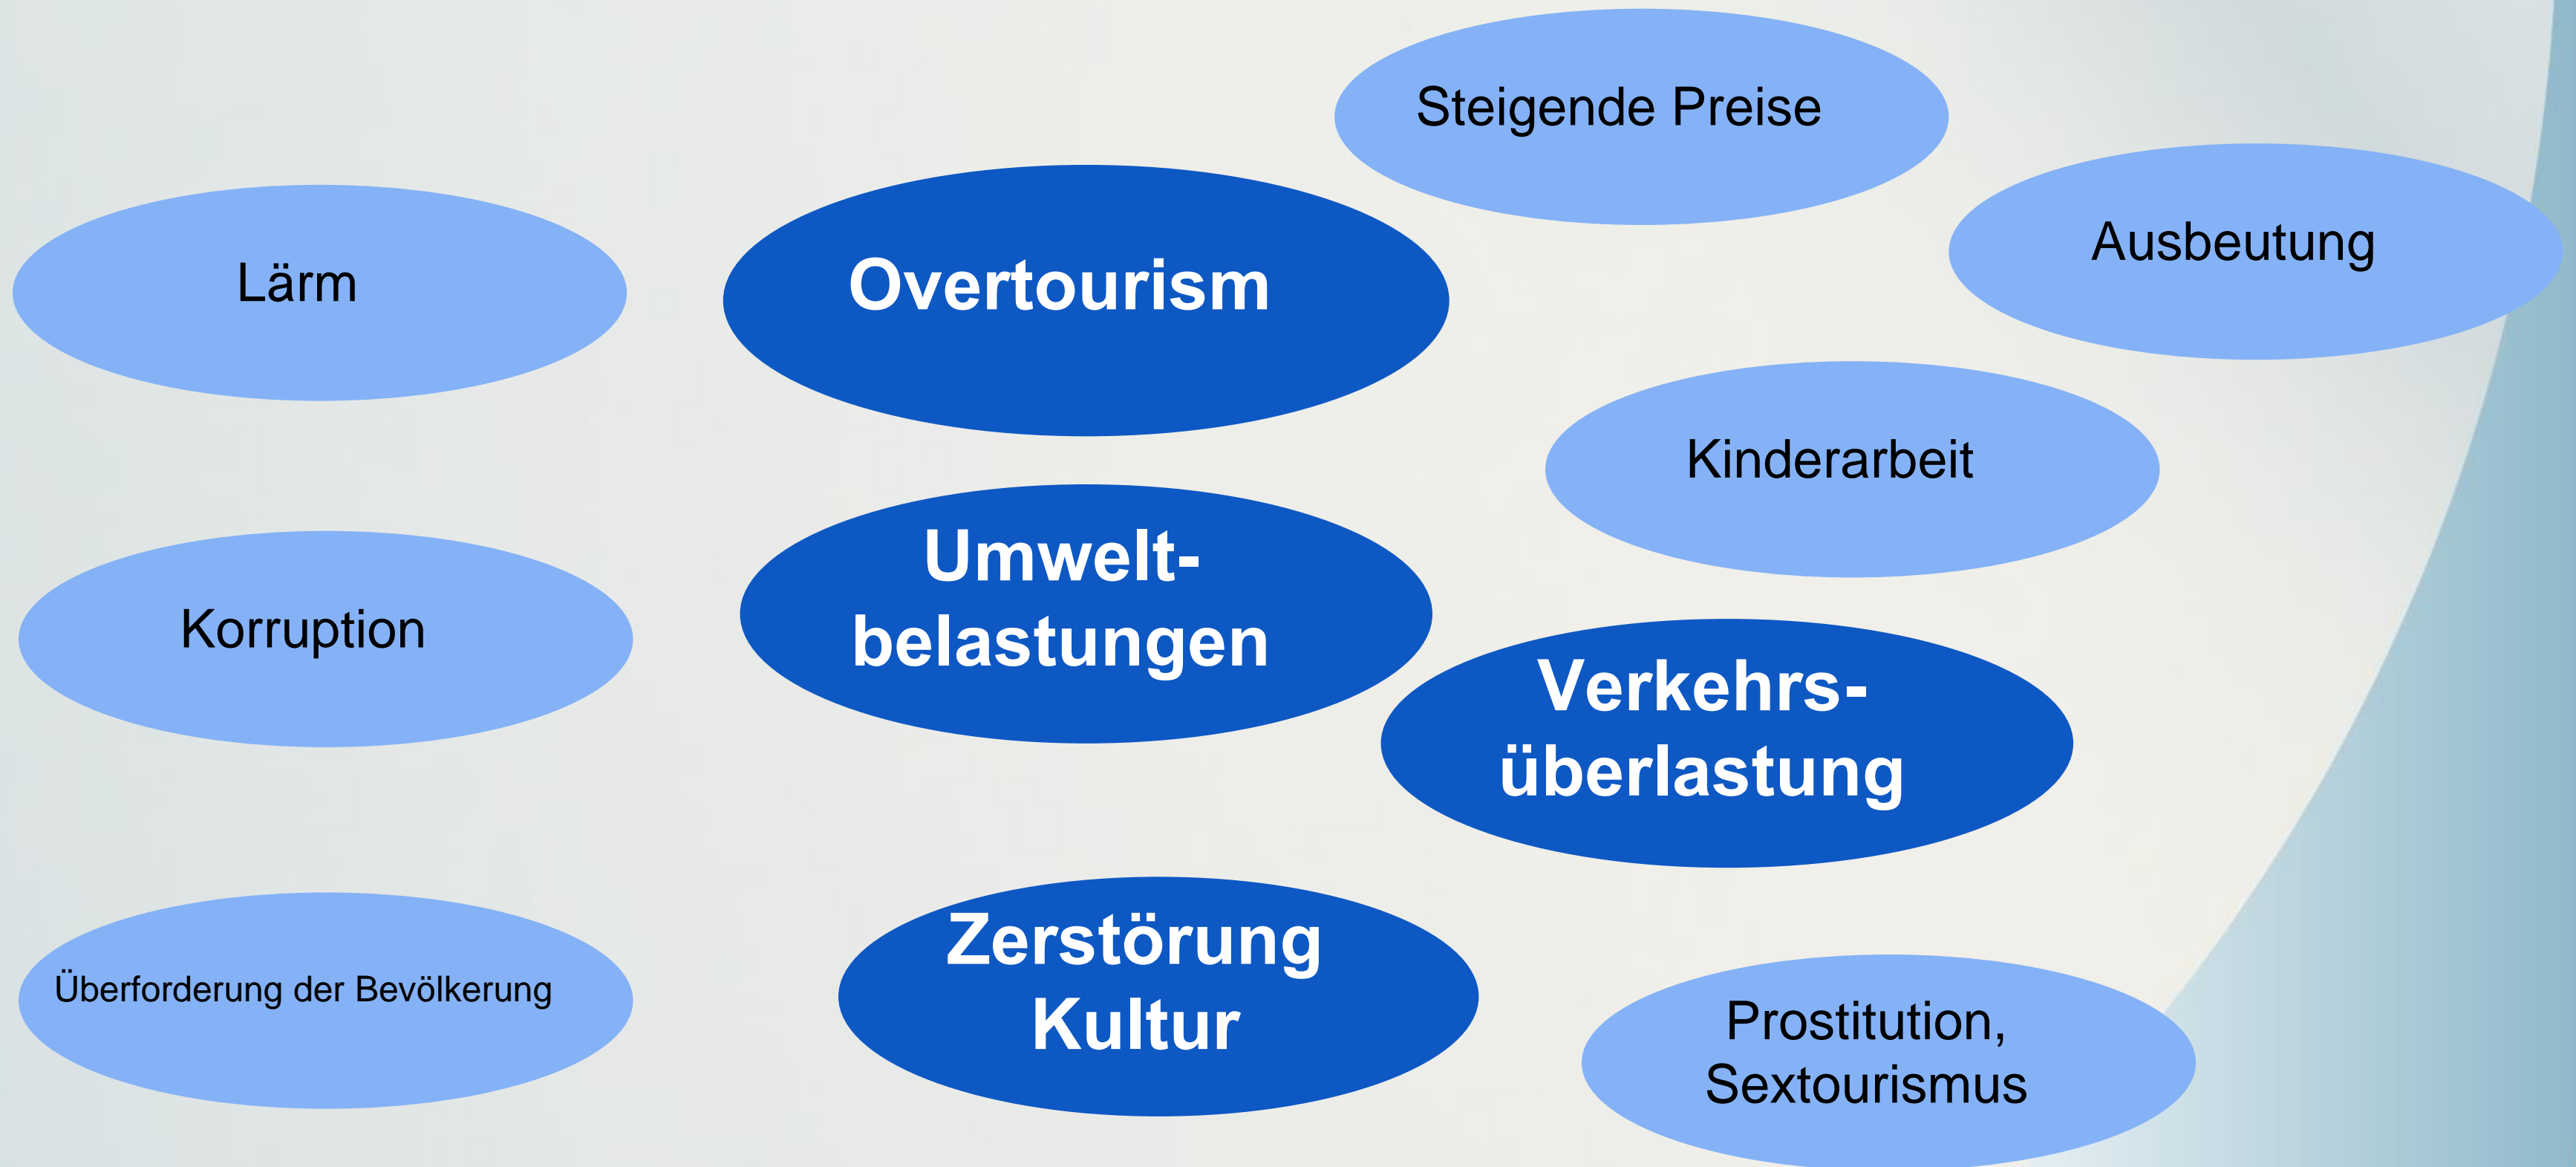 Steigende Preise
Ausbeutung
Lärm
Overtourism
Kinderarbeit
Umwelt-
belastungen
Korruption
Verkehrs-
überlastung
Überforderung der Bevölkerung
Zerstörung
Kultur
Prostitution,
Sextourismus